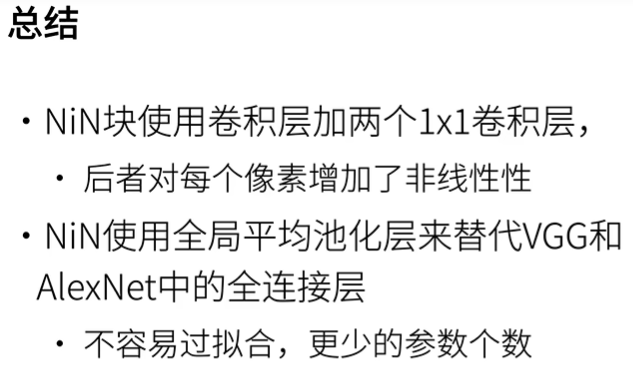 总结
• NiN块使用卷积层加两个1x1卷积层，
• 后者对每个像素增加了非线性性
• NiN使用全局平均池化层来替代VGG和
AlexNet中的全连接层
• 不容易过拟合，更少的参数个数